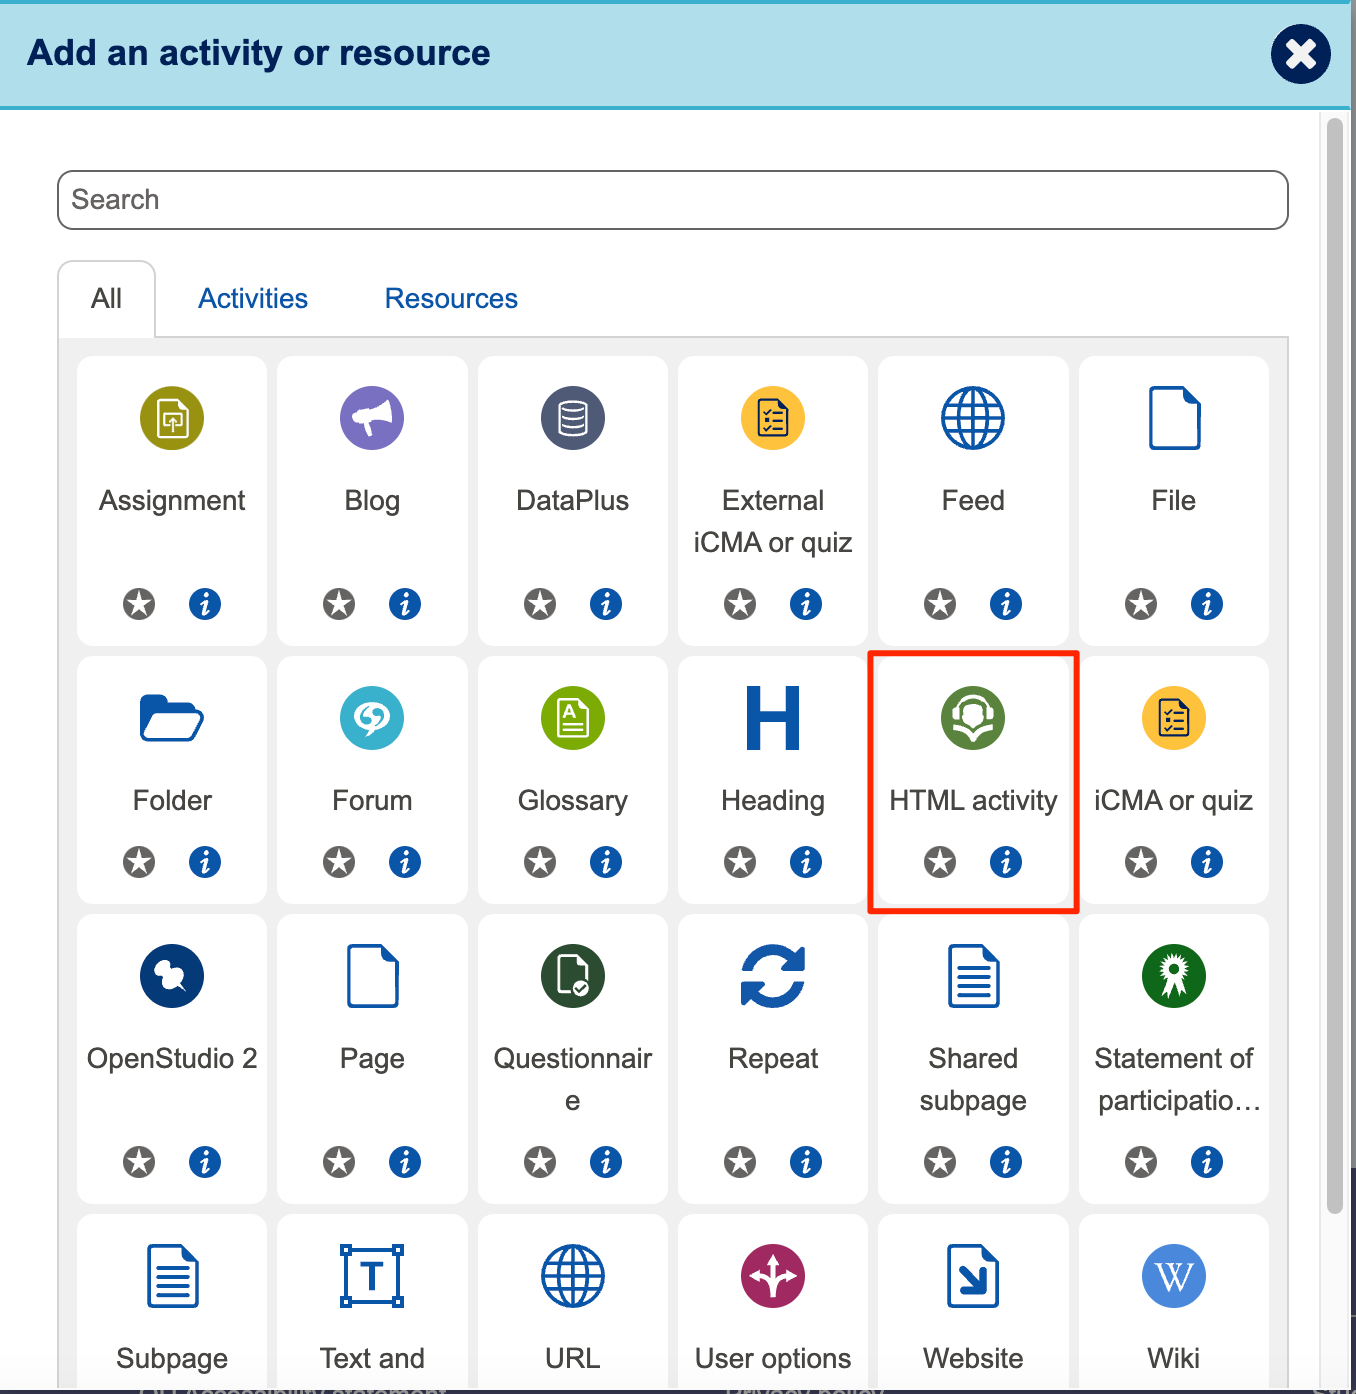 Add an activity or resource
Search
All Activities Resources
Assignment Blog DataPlus External iCMA or quiz Feed File
Folder Forum Glossary Heading HTML activity iCMA or quiz
OpenStudio 2 Page Questionnaire Repeat Shared subpage Statement of participatio…
Subpage Text and URL User options Website Wiki